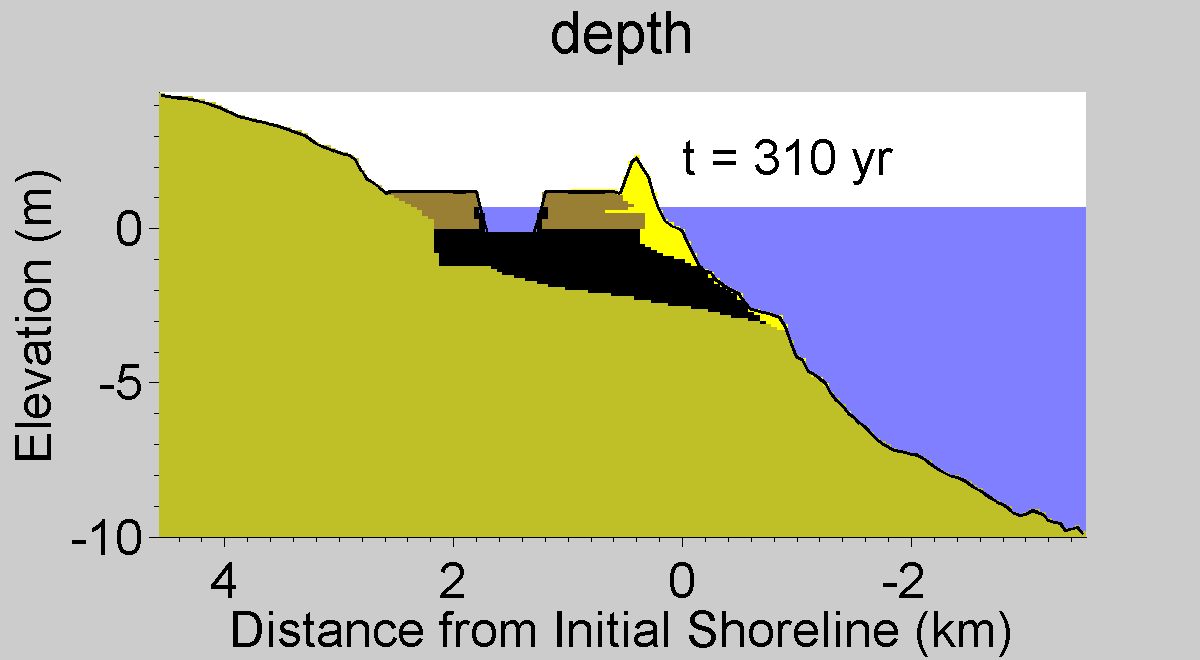 depth
t = 310 yr
Elevation (m)
0
-5
-10
4 2 0 -2
Distance from Initial Shoreline (km)